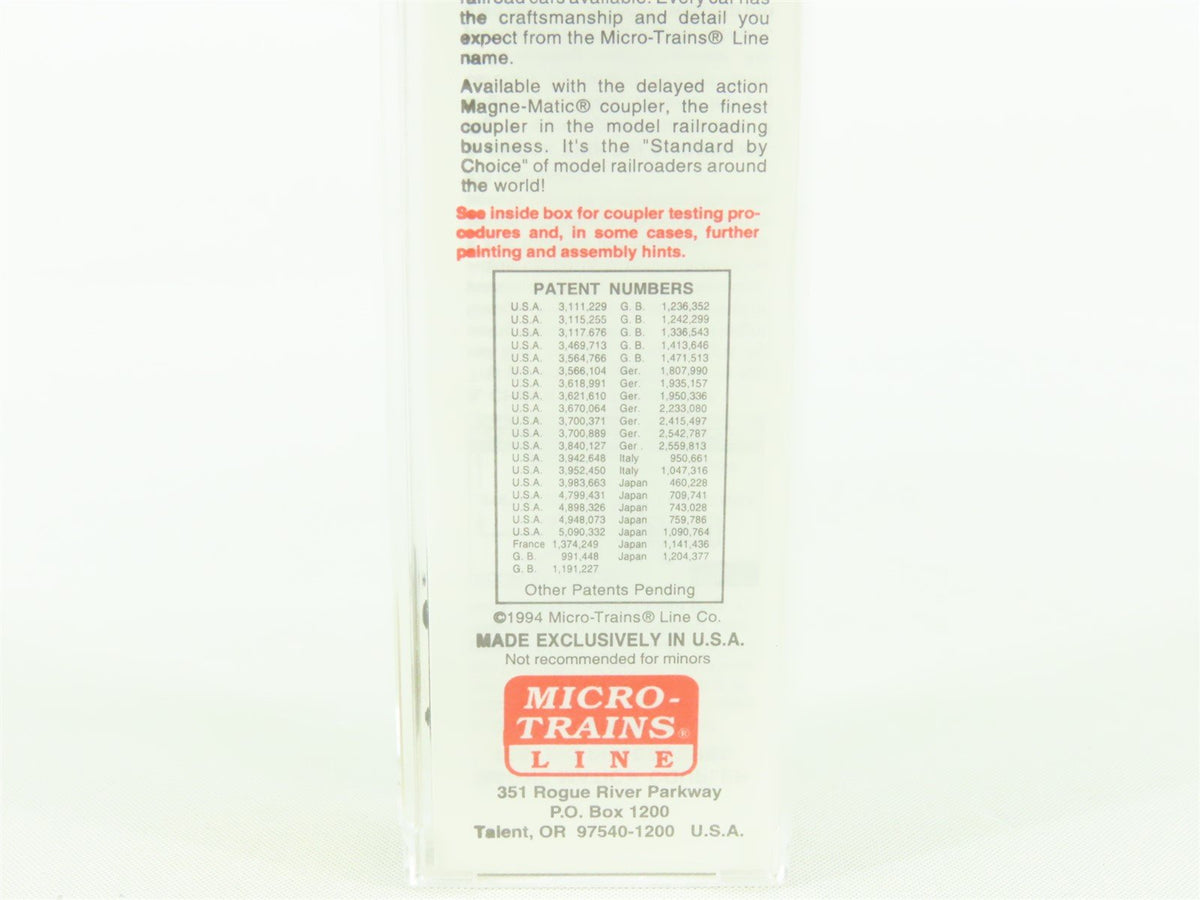 railroad cars available. Every car has
the craftsmanship and detail you
expect from the Micro-Trains® Line
name.
Available with the delayed action
Magne-Matic® coupler, the finest
coupler in the model railroading
business. It's the "Standard by
Choice" of model railroaders around
the world!
See inside box for coupler testing pro-
cedures and, in some cases, further
painting and assembly hints.
PATENT NUMBERS
U.S.A. 3,111,229 G. B. 1,236,352
U.S.A. 3,115,255 G. B. 1,242,299
U.S.A. 3,117,676 G. B. 1,336,543
U.S.A. 3,469,713 G. B. 1,413,646
U.S.A. 3,564,766 G. B. 1,471,513
U.S.A. 3,566,104 Ger. 1,807,990
U.S.A. 3,618,991 Ger. 1,935,157
U.S.A. 3,621,610 Ger. 1,950,336
U.S.A. 3,670,064 Ger. 2,233,080
U.S.A. 3,700,371 Ger. 2,415,497
U.S.A. 3,700,889 Ger. 2,542,787
U.S.A. 3,840,127 Ger . 2,559,813
U.S.A. 3,942,648 Italy 950,661
U.S.A. 3,952,450 Italy 1,047,316
U.S.A. 3,983,663 Japan 460,228
U.S.A. 4,799,431 Japan 709,741
U.S.A. 4,898,326 Japan 743,028
U.S.A. 4,948,073 Japan 759,786
U.S.A. 5,090,332 Japan 1,090,764
France 1,374,249 Japan 1,141,436
G. B. 991,448 Japan 1,204,377
G. B. 1,191,227
Other Patents Pending
©1994 Micro-Trains® Line Co.
MADE EXCLUSIVELY IN U.S.A.
Not recommended for minors
MICRO-
TRAINS®
LINE
351 Rogue River Parkway
P.O. Box 1200
Talent, OR 97540-1200 U.S.A.